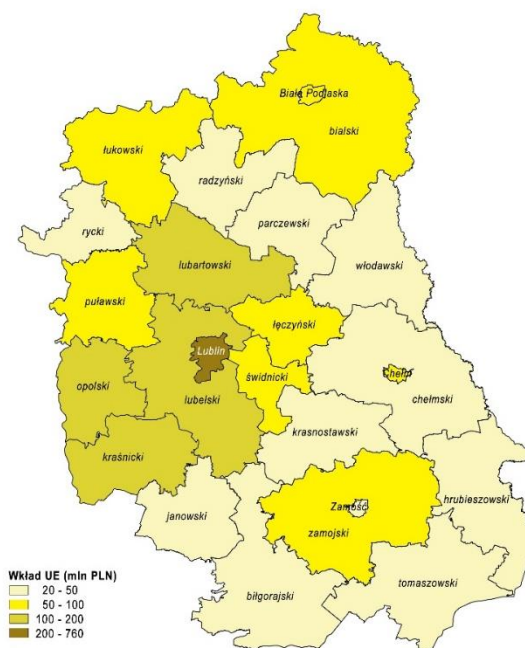 Biała Podlaska
bialski
łukowski
radzyński
parczewski
rycki
włodawski
lubartowski
puławski
łęczyński
Lublin
świdnicki
Chełm
opolski
chełmski
lubelski
krasnostawski
kraśnicki
hrubieszowski
Zamość
janowski
zamojski
tomaszowski
biłgorajski
Wkład UE (mln PLN)
20 - 50
50 - 100
100 - 200
200 - 760